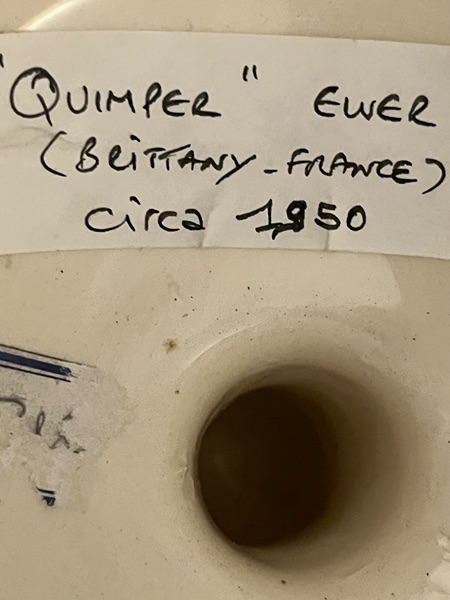 "QUIMPER" EWER
(BRITTANY - FRANCE)
circa 1950